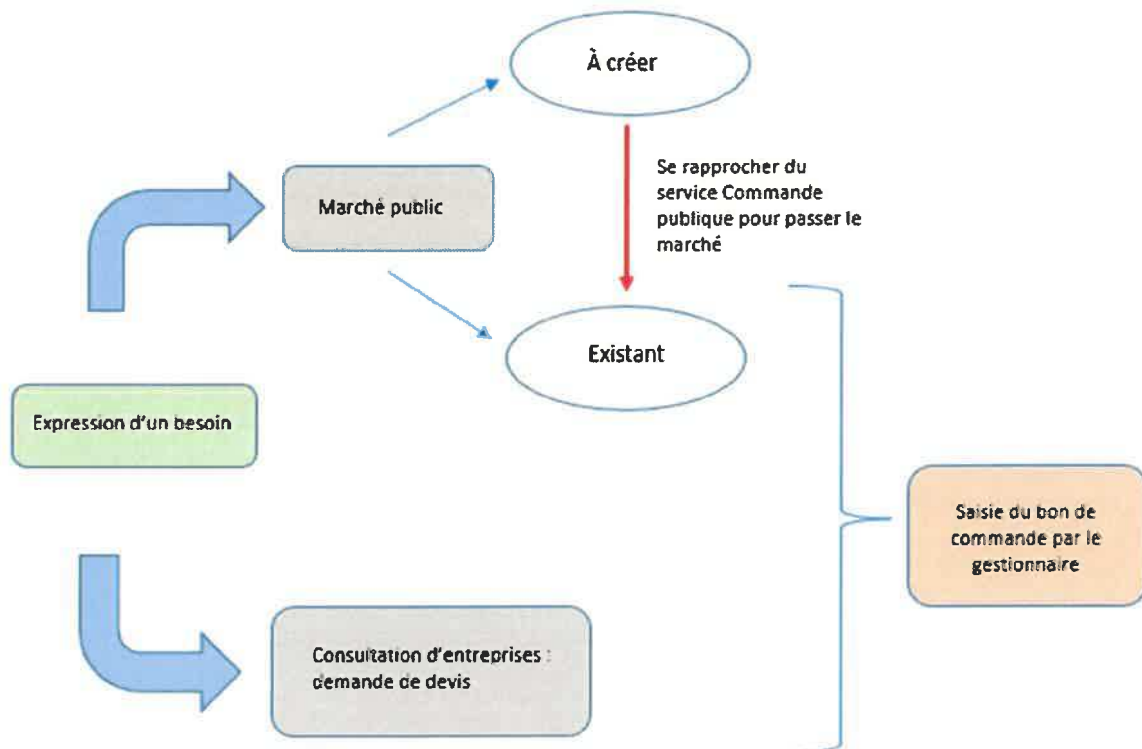 À créer
Se rapprocher du
service Commande
publique pour passer le
marché
Marché public
Existant
Expression d'un besoin
Saisie du bon de
commande par le
gestionnaire
Consultation d'entreprises :
demande de devis